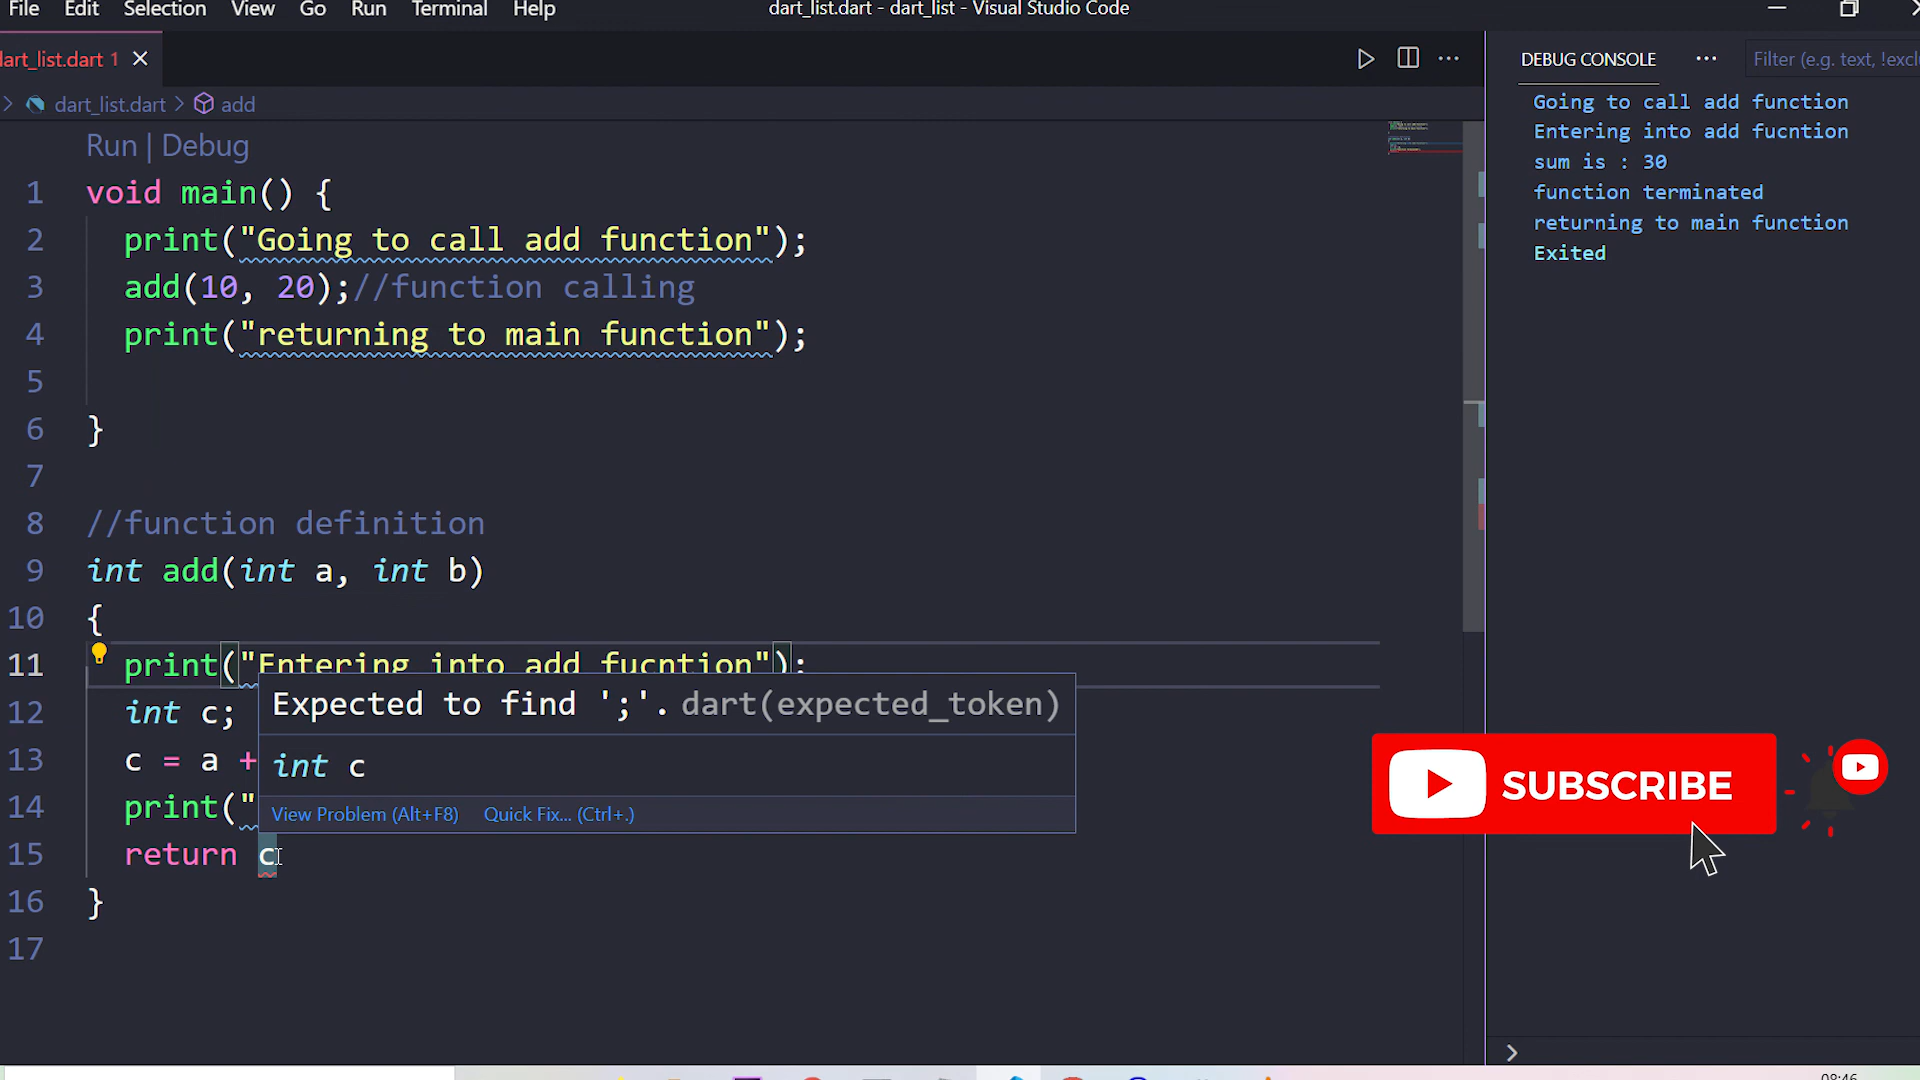 File Edit Selection View Go Run Terminal Help
dart_list.dart - dart_list - Visual Studio Code
dart_list.dart 1
dart_list.dart > add
DEBUG CONSOLE
Filter (e.g. text, !excl
Run | Debug
1 void main() {
2 print("Going to call add function");
3 add(10, 20);//function calling
4 print("returning to main function");
5
6 }
7
8 //function definition
9 int add(int a, int b)
10 {
11 print("Entering into add fucntion");
12 int c;
13 c = a +
14 print("
15 return c
16 }
17
Expected to find ';'. dart(expected_token)
int c
View Problem (Alt+F8) Quick Fix... (Ctrl+.)
Going to call add function
Entering into add fucntion
sum is : 30
function terminated
returning to main function
Exited
SUBSCRIBE